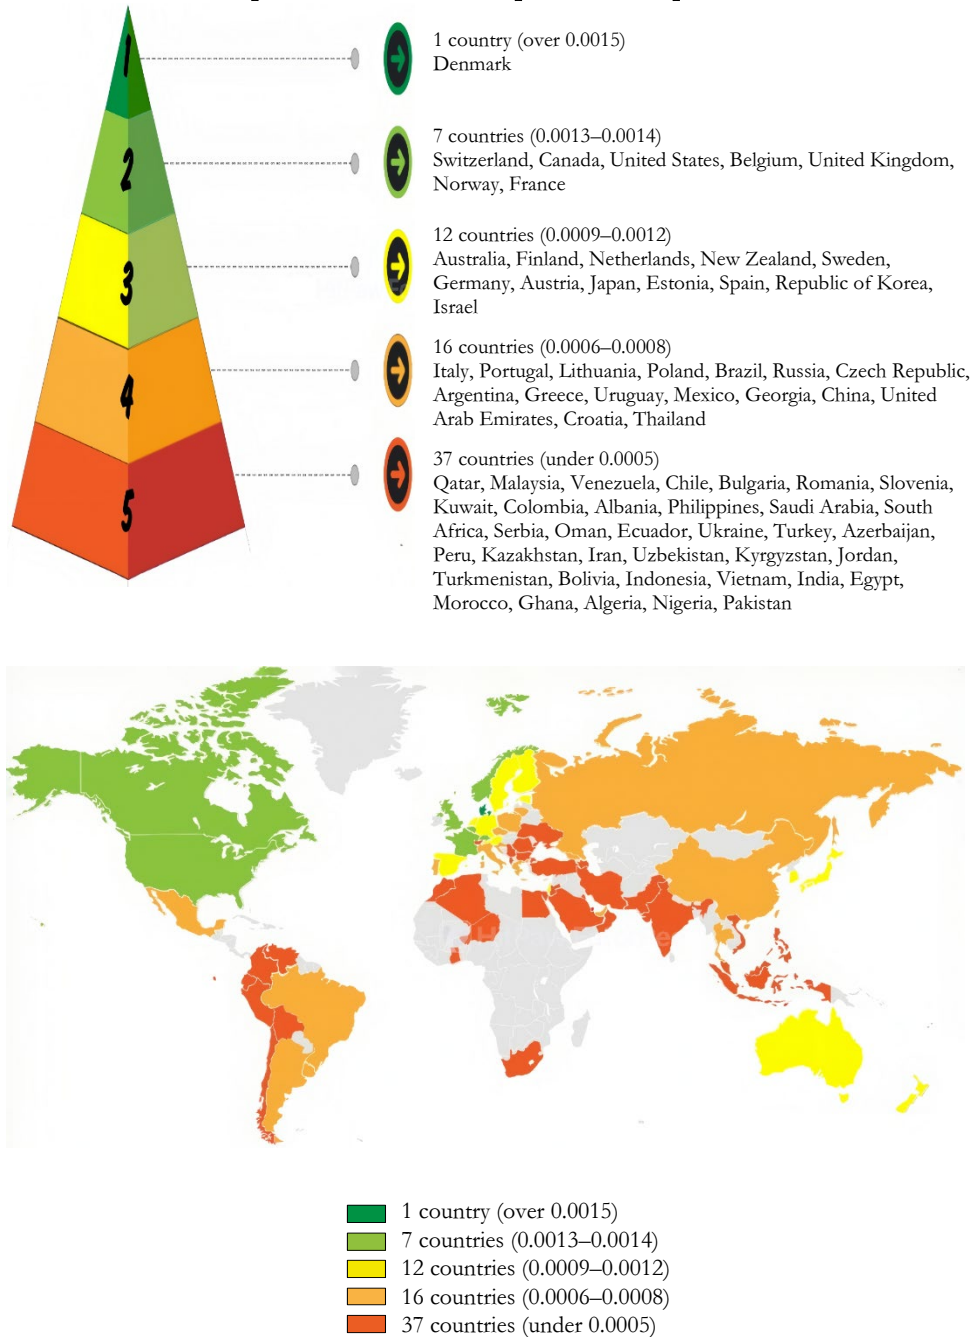 1
1 country (over 0.0015)
Denmark
2
7 countries (0.0013–0.0014)
Switzerland, Canada, United States, Belgium, United Kingdom,
Norway, France
3
12 countries (0.0009–0.0012)
Australia, Finland, Netherlands, New Zealand, Sweden,
Germany, Austria, Japan, Estonia, Spain, Republic of Korea,
Israel
4
16 countries (0.0006–0.0008)
Italy, Portugal, Lithuania, Poland, Brazil, Russia, Czech Republic,
Argentina, Greece, Uruguay, Mexico, Georgia, China, United
Arab Emirates, Croatia, Thailand
5
37 countries (under 0.0005)
Qatar, Malaysia, Venezuela, Chile, Bulgaria, Romania, Slovenia,
Kuwait, Colombia, Albania, Philippines, Saudi Arabia, South
Africa, Serbia, Oman, Ecuador, Ukraine, Turkey, Azerbaijan,
Peru, Kazakhstan, Iran, Uzbekistan, Kyrgyzstan, Jordan,
Turkmenistan, Bolivia, Indonesia, Vietnam, India, Egypt,
Morocco, Ghana, Algeria, Nigeria, Pakistan
1 country (over 0.0015)
7 countries (0.0013–0.0014)
12 countries (0.0009–0.0012)
16 countries (0.0006–0.0008)
37 countries (under 0.0005)